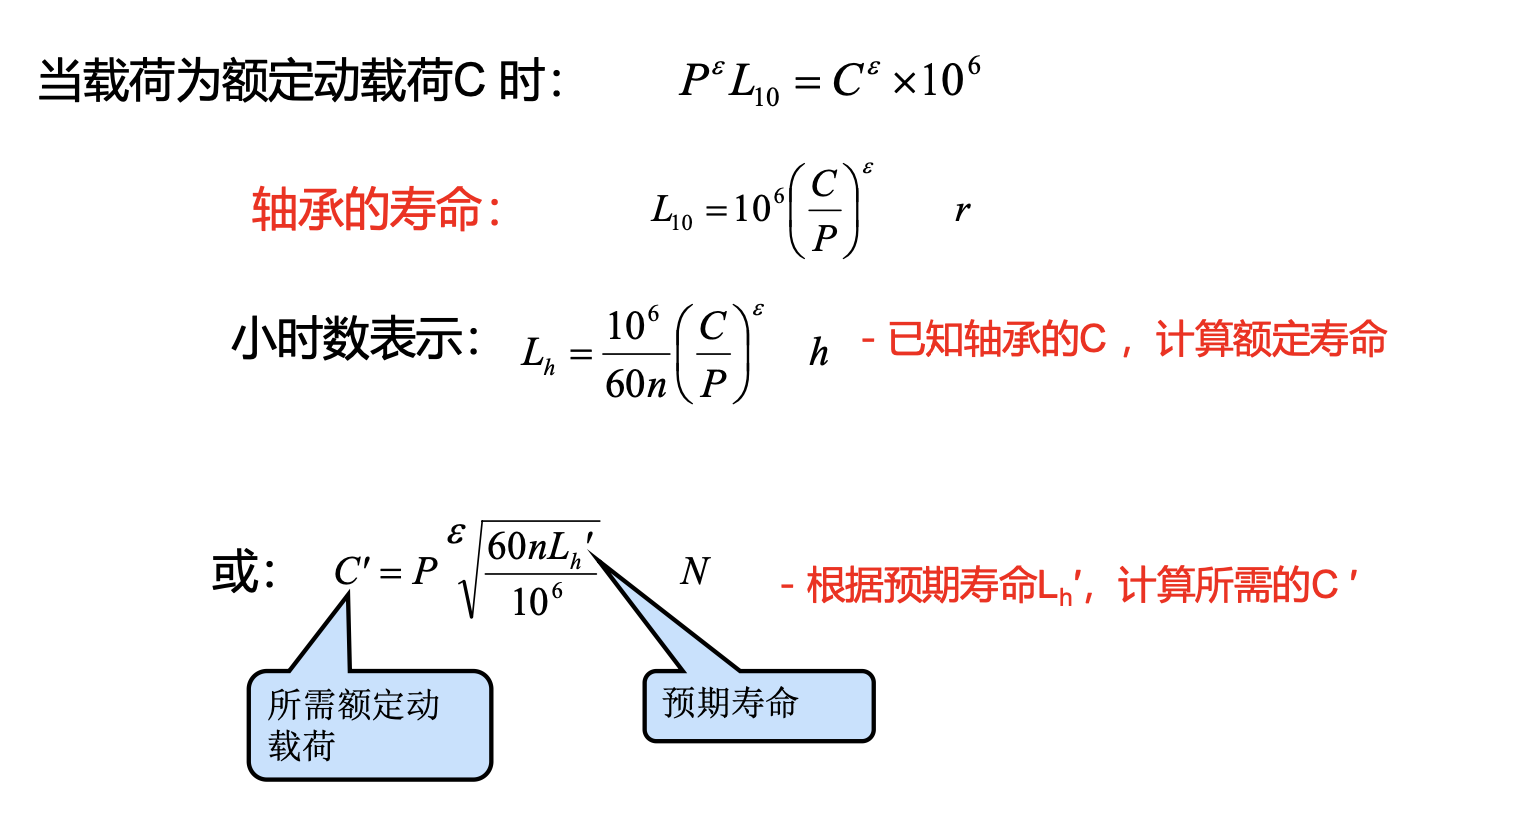 当载荷为额定动载荷C 时： $P^{\varepsilon} L_{10} = C^{\varepsilon} \times 10^{6}$
轴承的寿命： $L_{10} = 10^{6} \left( \frac{C}{P} \right)^{\varepsilon}$ r
小时数表示： $L_{h} = \frac{10^{6}}{60n} \left( \frac{C}{P} \right)^{\varepsilon}$ h - 已知轴承的C ，计算额定寿命
或： $C' = P \sqrt[\varepsilon]{\frac{60nL_{h}'}{10^{6}}}$ N - 根据预期寿命L_h′，计算所需的C ′
所需额定动
载荷
预期寿命